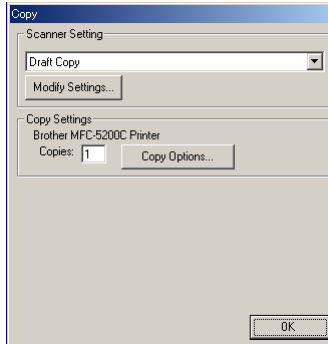 Copy
Scanner Setting
Draft Copy
Modify Settings...
Copy Settings
Brother MFC-5200C Printer
Copies: 1 Copy Options...
OK